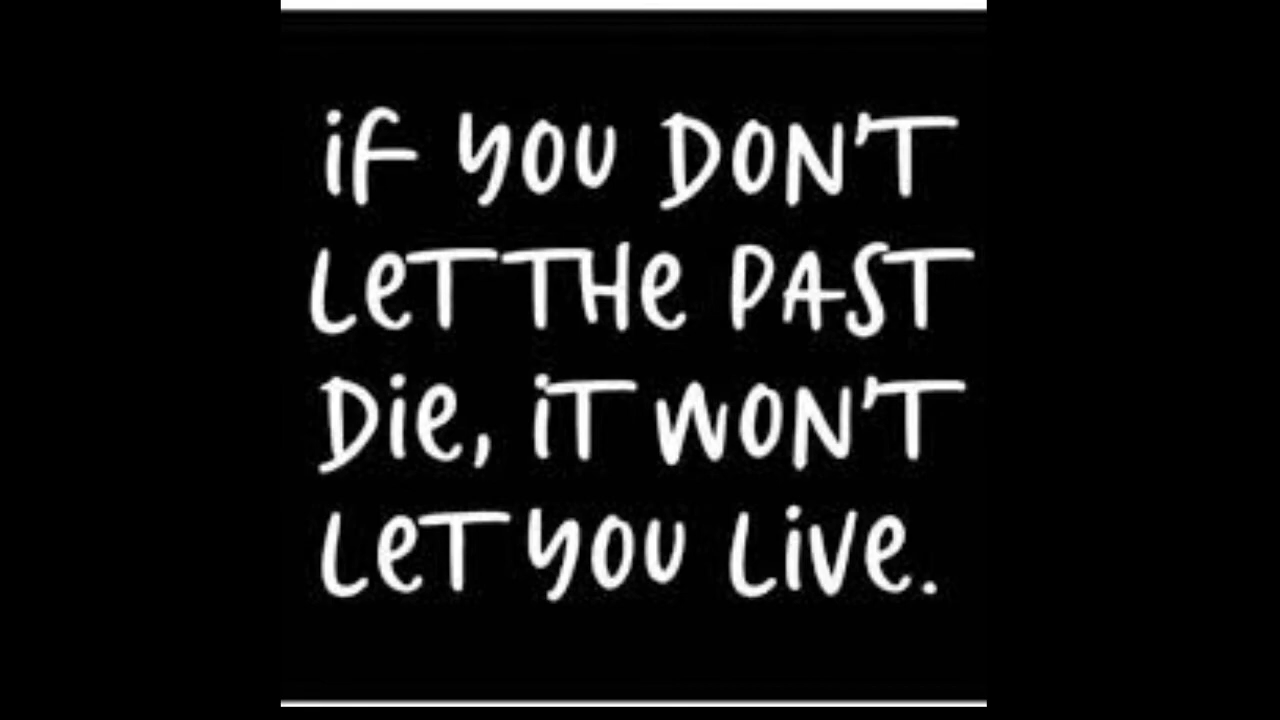 if you DON'T
LeT THe PAST
Die, iT WON'T
LeT you Live.